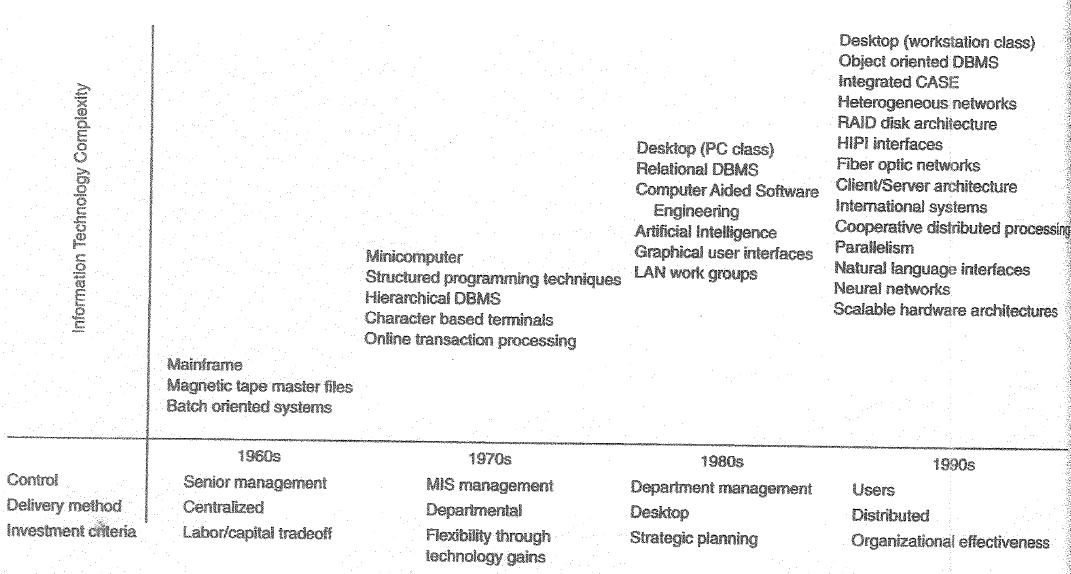 Information Technology Complexity
Desktop (workstation class)
Object oriented DBMS
Integrated CASE
Heterogeneous networks
RAID disk architecture
HIPI interfaces
Fiber optic networks
Client/Server architecture
International systems
Cooperative distributed processing
Parallelism
Natural language interfaces
Neural networks
Scalable hardware architectures
Desktop (PC class)
Relational DBMS
Computer Aided Software
Engineering
Artificial Intelligence
Graphical user interfaces
LAN work groups
Minicomputer
Structured programming techniques
Hierarchical DBMS
Character based terminals
Online transaction processing
Mainframe
Magnetic tape master files
Batch oriented systems
1960s 1970s 1980s 1990s
Control Senior management MIS management Department management Users
Delivery method Centralized Departmental Desktop Distributed
Investment criteria Labor/capital tradeoff Flexibility through Strategic planning Organizational effectiveness
technology gains